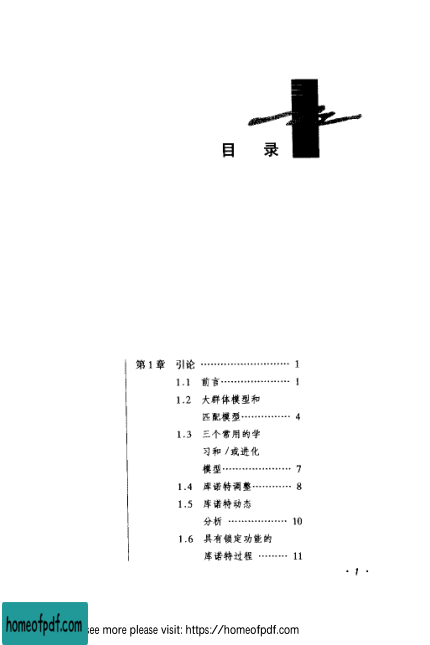 目 录
第1章 引论 ………………………… 1
1.1 前言………………… 1
1.2 大群体模型和
匹配模型…………… 4
1.3 三个常用的学
习和/或进化
模型………………… 7
1.4 库诺特调整………… 8
1.5 库诺特动态
分析 ……………… 10
1.6 具有锁定功能的
库诺特过程 ……… 11
· 1 ·
homeofpdf.com
see more please visit: https://homeofpdf.com